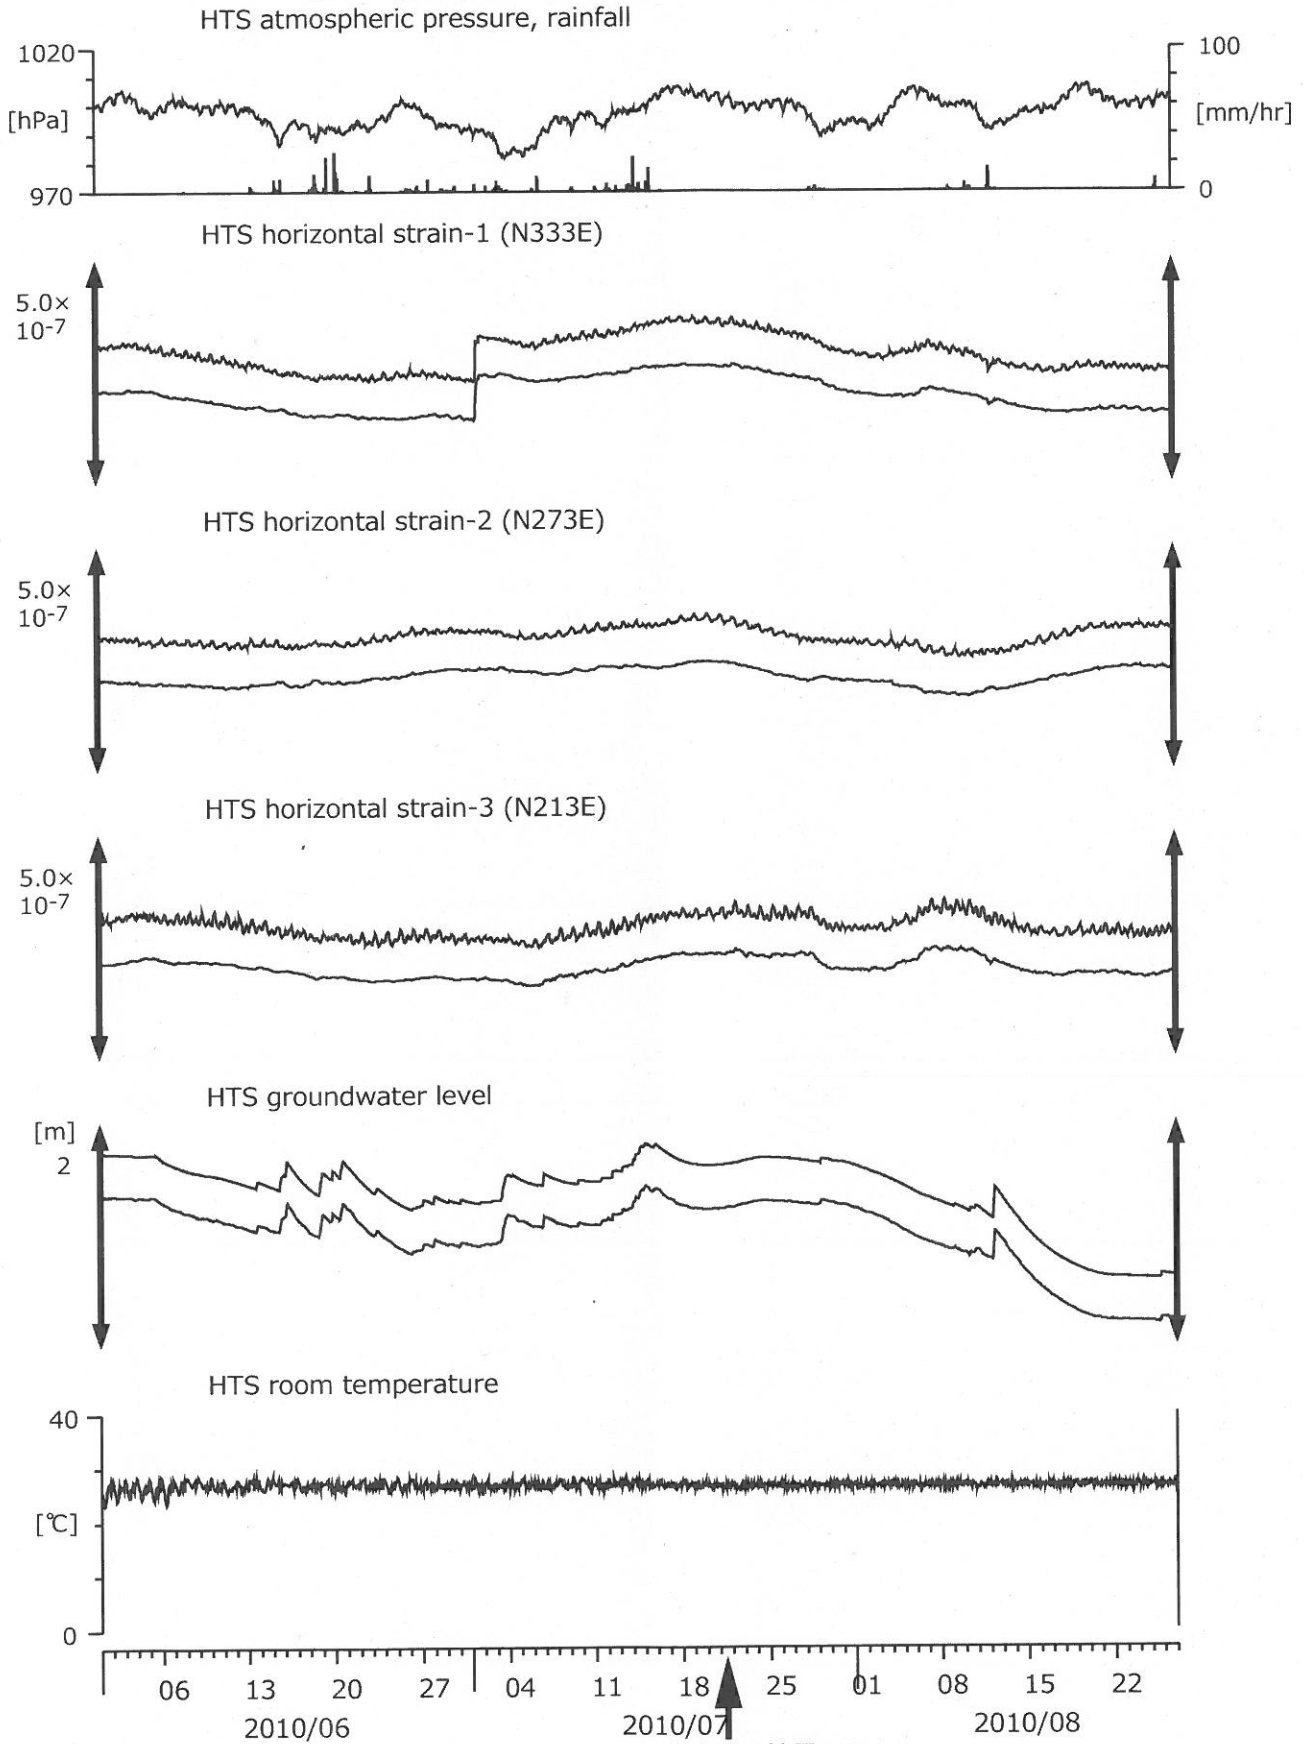 HTS atmospheric pressure, rainfall
1020
100
[hPa]
[mm/hr]
970
0
HTS horizontal strain-1 (N333E)
5.0×
10-7
HTS horizontal strain-2 (N273E)
5.0×
10-7
HTS horizontal strain-3 (N213E)
5.0×
10-7
HTS groundwater level
[m]
2
HTS room temperature
40
[℃]
0
06 13 20 27 04 11 18 25 01 08 15 22
2010/06 2010/07 2010/08